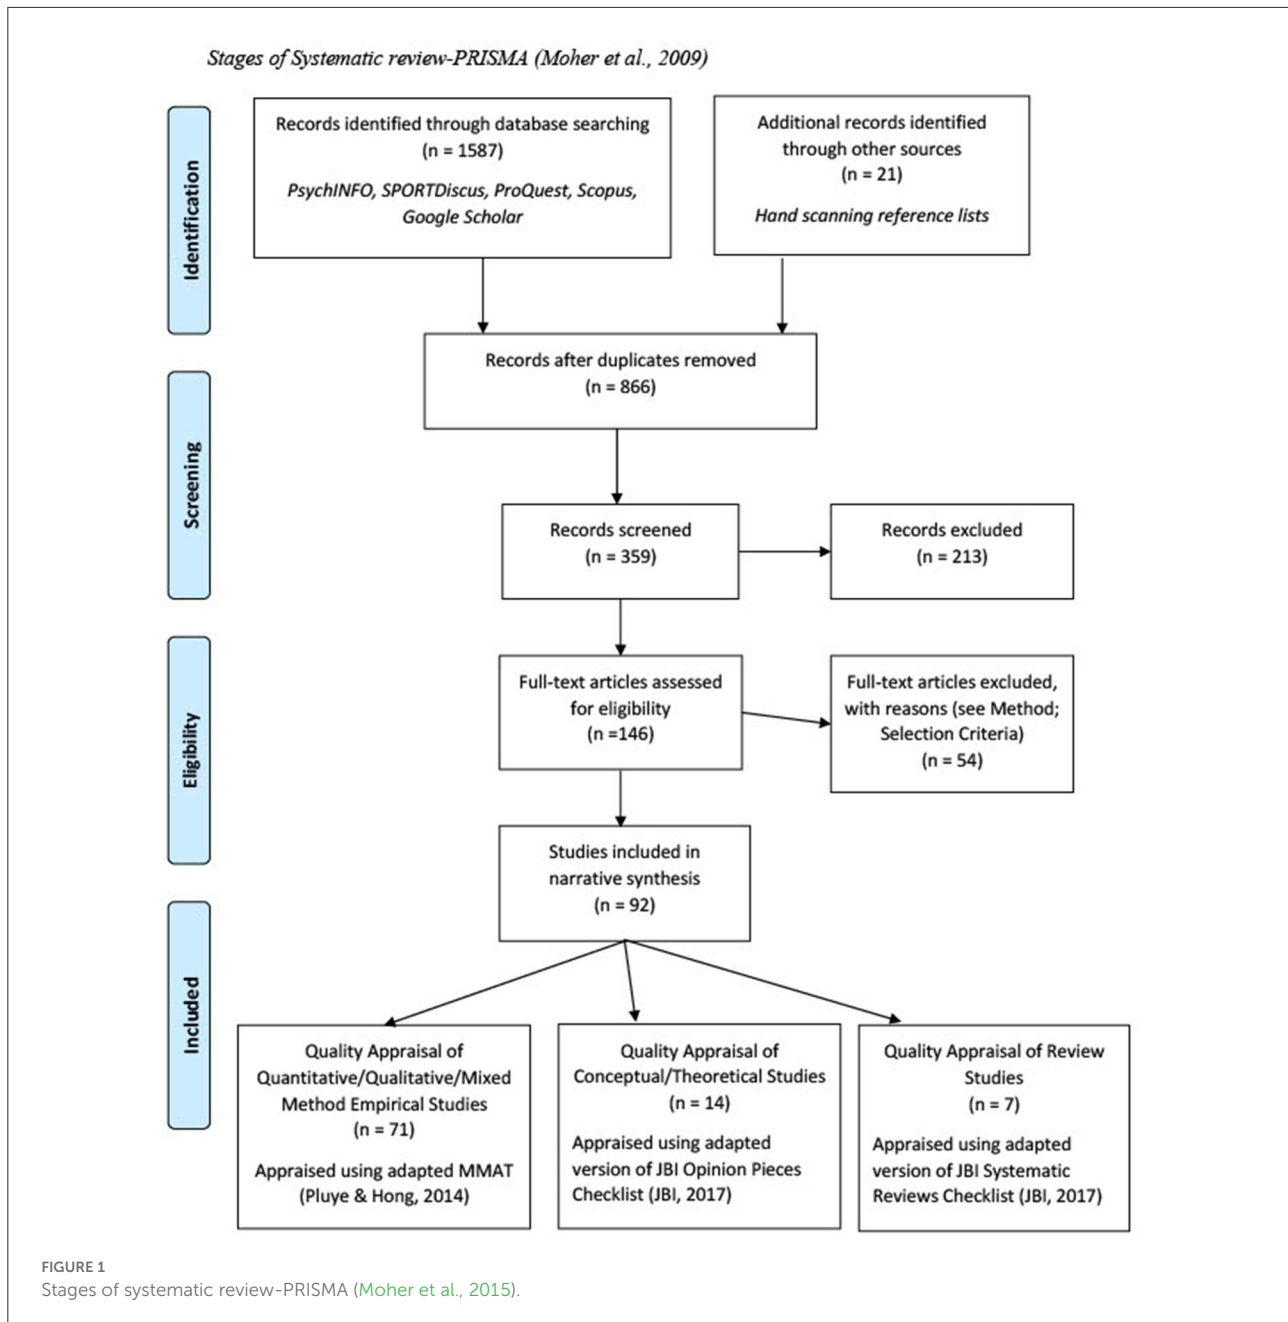 Stages of Systematic review-PRISMA (Moher et al., 2009)
Identification
Records identified through database searching
(n = 1587)
PsychINFO, SPORTDiscus, ProQuest, Scopus,
Google Scholar
Additional records identified
through other sources
(n = 21)
Hand scanning reference lists
Screening
Records after duplicates removed
(n = 866)
Records screened
(n = 359)
Records excluded
(n = 213)
Eligibility
Full-text articles assessed
for eligibility
(n =146)
Full-text articles excluded,
with reasons (see Method;
Selection Criteria)
(n = 54)
Studies included in
narrative synthesis
(n = 92)
Included
Quality Appraisal of
Quantitative/Qualitative/Mixed
Method Empirical Studies
(n = 71)
Appraised using adapted MMAT
(Pluye & Hong, 2014)
Quality Appraisal of
Conceptual/Theoretical Studies
(n = 14)
Appraised using adapted
version of JBI Opinion Pieces
Checklist (JBI, 2017)
Quality Appraisal of Review
Studies
(n = 7)
Appraised using adapted
version of JBI Systematic
Reviews Checklist (JBI, 2017)
FIGURE 1
Stages of systematic review-PRISMA (Moher et al., 2015).